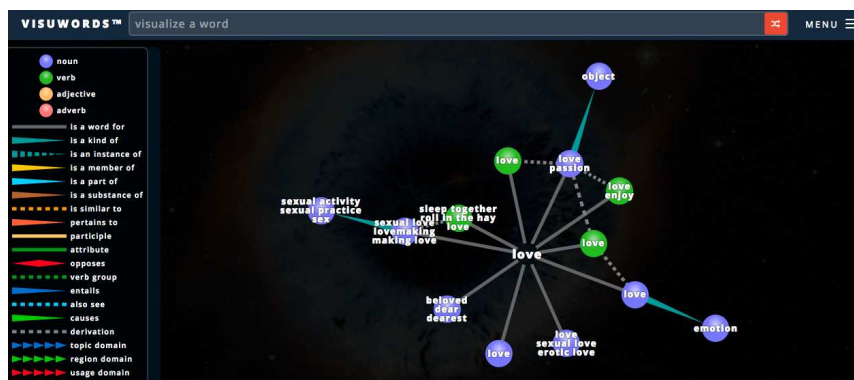 VISUWORDS™
visualize a word
MENU
noun
verb
adjective
adverb
is a word for
is a kind of
is an instance of
is a member of
is a part of
is a substance of
is similar to
pertains to
participle
attribute
opposes
verb group
entails
also see
causes
derivation
topic domain
region domain
usage domain
object
love
love
passion
love
enjoy
sexual activity
sexual practice
sex
sleep together
roll in the hay
love
sexual love
lovemaking
making love
love
love
beloved
dear
dearest
love
emotion
love
love
sexual love
erotic love